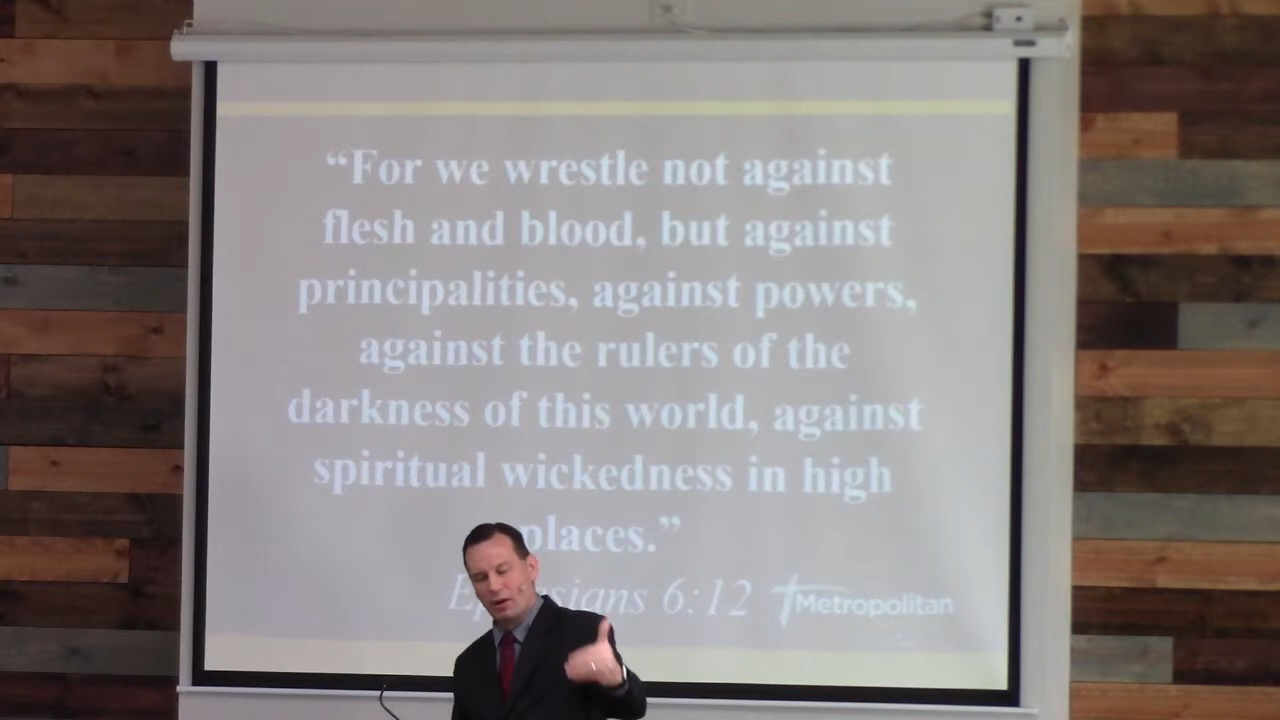 “For we wrestle not against
flesh and blood, but against
principalities, against powers,
against the rulers of the
darkness of this world, against
spiritual wickedness in high
places.”
6:12
Metropolitan